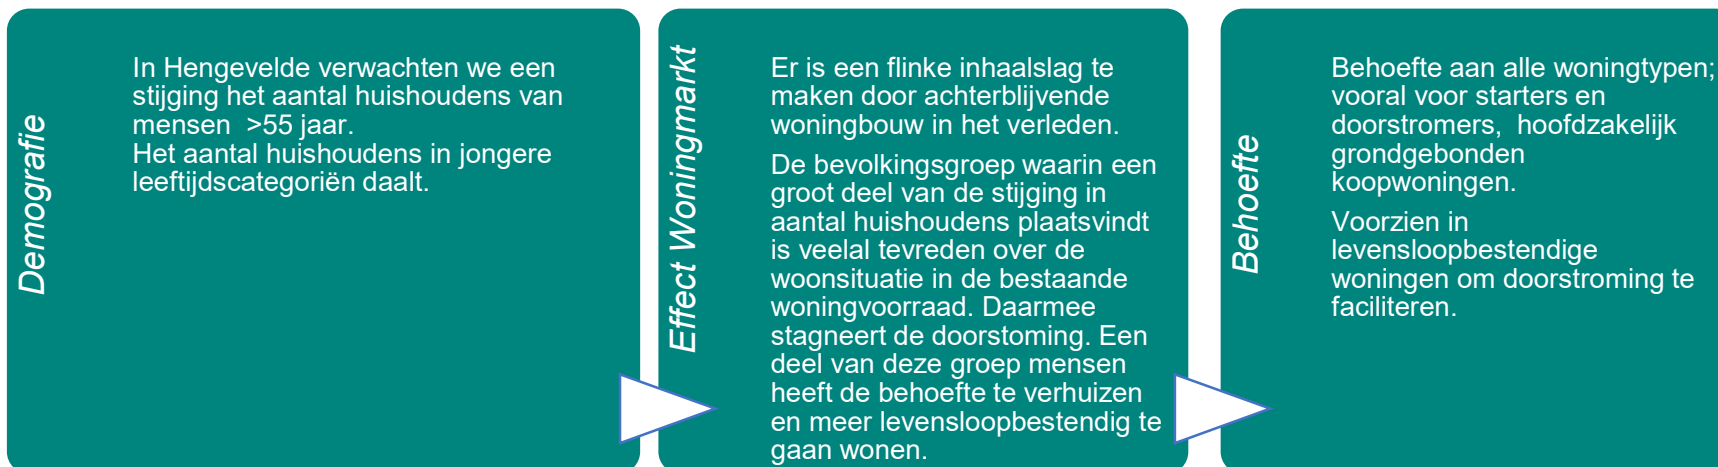 Demografie
In Hengevelde verwachten we een
stijging het aantal huishoudens van
mensen >55 jaar.
Het aantal huishoudens in jongere
leeftijdscategoriën daalt.
Effect Woningmarkt
Er is een flinke inhaalslag te
maken door achterblijvende
woningbouw in het verleden.
De bevolkingsgroep waarin een
groot deel van de stijging in
aantal huishoudens plaatsvindt
is veelal tevreden over de
woonsituatie in de bestaande
woningvoorraad. Daarmee
stagneert de doorstoming. Een
deel van deze groep mensen
heeft de behoefte te verhuizen
en meer levensloopbestendig te
gaan wonen.
Behoefte
Behoefte aan alle woningtypen;
vooral voor starters en
doorstromers, hoofdzakelijk
grondgebonden
koopwoningen.
Voorzien in
levensloopbestendige
woningen om doorstroming te
faciliteren.